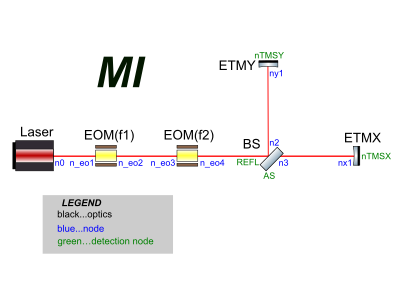 MI
nTMSY
ETMY
ny1
Laser
EOM(f1)
EOM(f2)
BS
n2
ETMX
n0
n_eo1
n_eo2
n_eo3
n_eo4
REFL
n3
nx1
nTMSX
AS
LEGEND
black...optics
blue...node
green...detection node